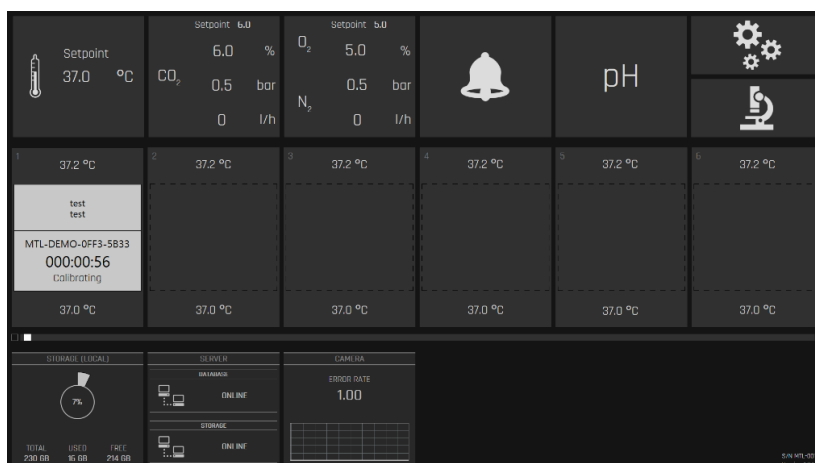 Setpoint
37.0 °C
Setpoint 6.0
6.0 %
CO2
0.5 bar
0 l/h
Setpoint 5.0
O2
5.0 %
0.5 bar
N2
0 l/h
pH
1
37.2 °C
2
37.2 °C
3
37.2 °C
4
37.2 °C
5
37.2 °C
6
37.2 °C
test
test
MTL-DEMO-0FF3-5B33
000:00:56
Calibrating
37.0 °C
37.0 °C
37.0 °C
37.0 °C
37.0 °C
37.0 °C
STORAGE (LOCAL)
7%
TOTAL USED FREE
230 GB 16 GB 214 GB
SERVER
DATABASE
ONLINE
STORAGE
ONLINE
CAMERA
ERROR RATE
1.00